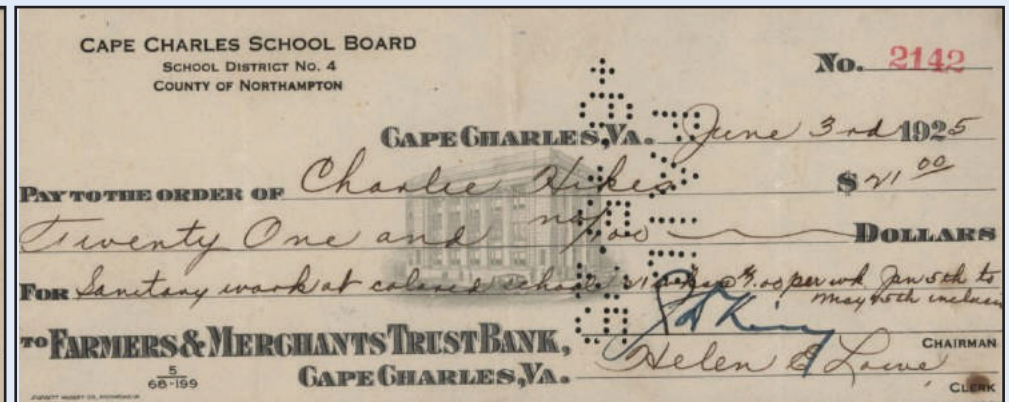 CAPE CHARLES SCHOOL BOARD
SCHOOL DISTRICT No. 4
COUNTY OF NORTHAMPTON
No. 2142
CAPE CHARLES, VA. June 3rd 1925
PAY TO THE ORDER OF Charlie $ 21 00
Twenty One and no/100 DOLLARS
FOR Sanitary work at colored school 21 per wk Jan 5th to
May inclusive
TO FARMERS & MERCHANTS TRUST BANK,
CHAIRMAN
5
68-199
CAPE CHARLES, VA. Helen Lowe
CLERK